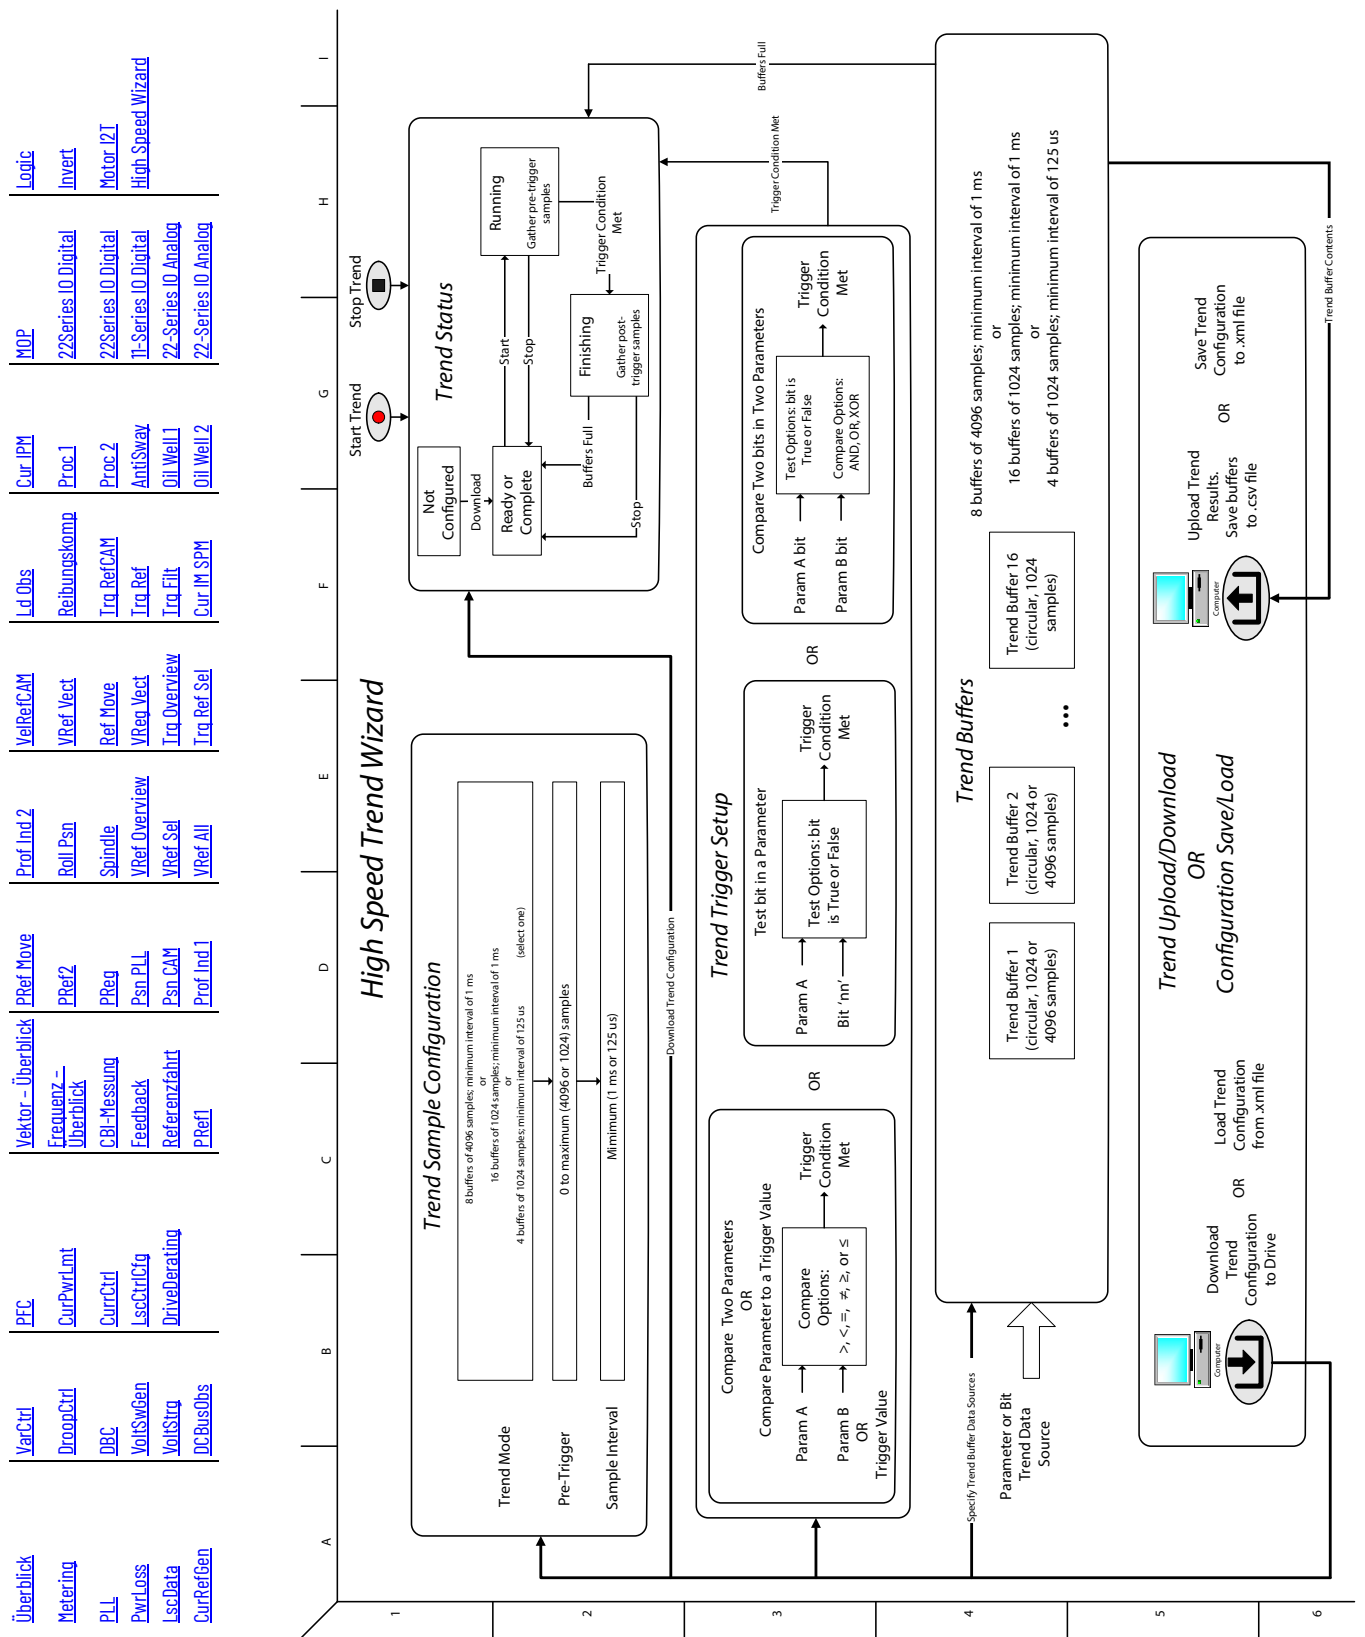 Überblick
Metering
PLL
PwrLoss
LscData
CurRefGen
VarCtrl
DroopCtrl
DBC
VoltSwGen
VoltStrg
DCBusObs
PFC
CurPwrLmt
CurrCtrl
LscCtrlCfg
DriveDerating
Vektor – Überblick
Frequenz –
Überblick
CBI-Messung
Feedback
Referenzfahrt
PRef1
PRef Move
PRef2
PReg
Psn PLL
Psn CAM
Prof Ind 1
Prof Ind 2
Roll Psn
Spindle
VRef Overview
VRef Sel
VRef All
VelRefCAM
VRef Vect
Ref Move
VReg Vect
Trq Overview
Trq Ref Sel
Ld Obs
Reibungskomp
Trq RefCAM
Trq Ref
Trq Filt
Cur IM SPM
Cur IPM
Proc 1
Proc 2
AntiSway
Oil Well 1
Oil Well 2
MOP
22Series IO Digital
22Series IO Digital
11-Series IO Digital
22-Series IO Analog
22-Series IO Analog
Logic
Invert
Motor I2T
High Speed Wizard
A
B
C
D
E
F
G
H
I
1
2
3
4
5
6
High Speed Trend Wizard
Start Trend
Stop Trend
Trend Sample Configuration
Trend Mode
8 buffers of 4096 samples; minimum interval of 1 ms
or
16 buffers of 1024 samples; minimum interval of 1 ms
or
4 buffers of 1024 samples; minimum interval of 125 us
(select one)
Pre-Trigger
0 to maximum (4096 or 1024) samples
Sample Interval
Mimimum (1 ms or 125 us)
Trend Status
Not
Configured
Download
Ready or
Complete
Start
Stop
Running
Gather pre-trigger
samples
Trigger Condition
Met
Finishing
Gather post-
trigger samples
Buffers Full
Stop
Download Trend Configuration
Trigger Condition Met
Buffers Full
Trend Trigger Setup
Compare Two Parameters
OR
Compare Parameter to a Trigger Value
Param A
Param B
OR
Trigger Value
Compare
Options:
>, <, =, ≠, ≥, or ≤
Trigger
Condition
Met
OR
Test bit in a Parameter
Param A
Bit ‘nn’
Test Options: bit
is True or False
Trigger
Condition
Met
OR
Compare Two bits in Two Parameters
Param A bit
Param B bit
Test Options: bit is
True or False
Compare Options:
AND, OR, XOR
Trigger
Condition
Met
Trend Buffers
Specify Trend Buffer Data Sources
Parameter or Bit
Trend Data
Source
Trend Buffer 1
(circular, 1024 or
4096 samples)
Trend Buffer 2
(circular, 1024 or
4096 samples)
...
Trend Buffer 16
(circular, 1024
samples)
8 buffers of 4096 samples; minimum interval of 1 ms
or
16 buffers of 1024 samples; minimum interval of 1 ms
or
4 buffers of 1024 samples; minimum interval of 125 us
Trend Upload/Download
OR
Configuration Save/Load
Computer
Download
Trend
Configuration
to Drive
OR
Load Trend
Configuration
from .xml file
Computer
Upload Trend
Results.
Save buffers
to .csv file
OR
Save Trend
Configuration
to .xml file
Trend Buffer Contents